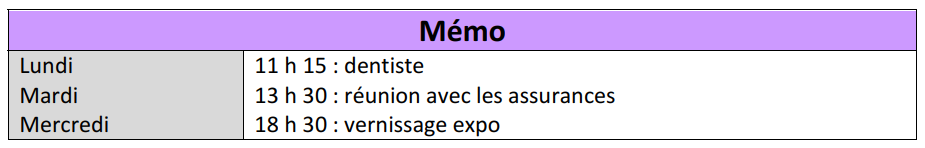 Mémo
Lundi 11 h 15 : dentiste
Mardi 13 h 30 : réunion avec les assurances
Mercredi 18 h 30 : vernissage expo